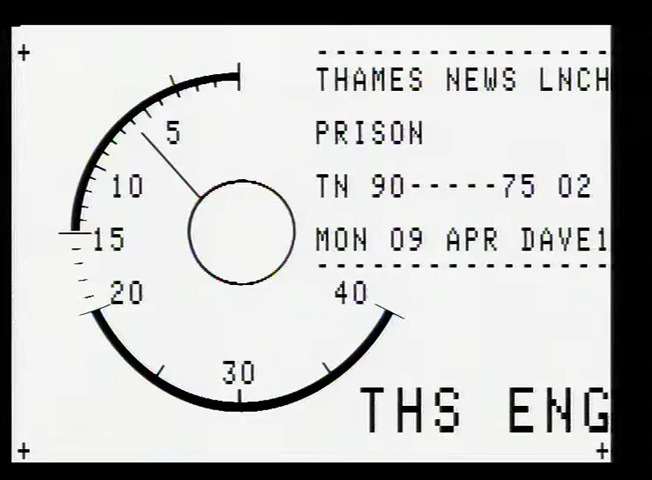 THAMES NEWS LNCH
PRISON
TN 90-----75 02
MON 09 APR DAVE1
5
10
15
20
40
30
THS ENG